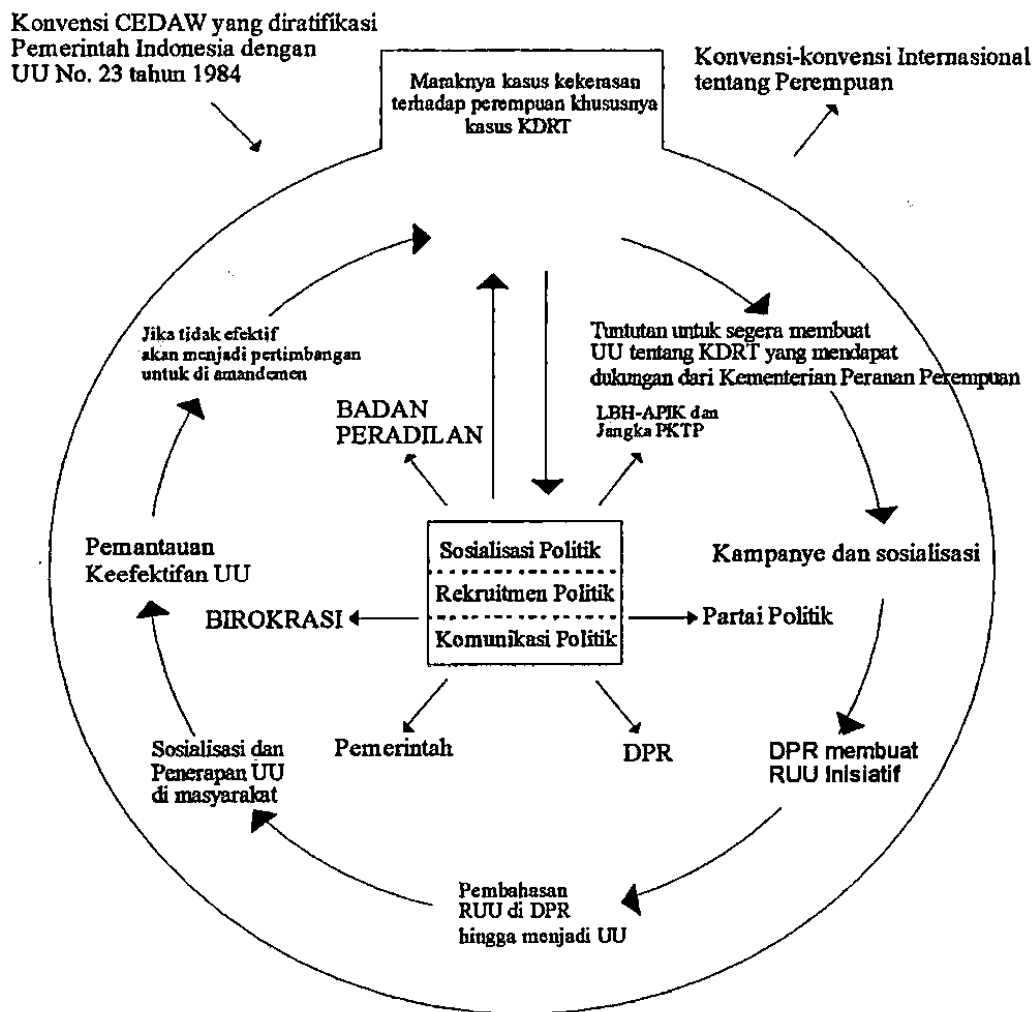 Konvensi CEDAW yang diratifikasi
Pemerintah Indonesia dengan
UU No. 23 tahun 1984
Konvensi-konvensi Internasional
tentang Perempuan
Maraknya kasus kekerasan
terhadap perempuan khususnya
kasus KDRT
Jika tidak efektif
akan menjadi pertimbangan
untuk di amandemen
Tuntutan untuk segera membuat
UU tentang KDRT yang mendapat
dukungan dari Kementerian Peranan Perempuan
BADAN
PERADILAN
LBH-APIK dan
Jangka PKTP
Pemantauan
Keefektifan UU
Sosialisasi Politik
Rekruitmen Politik
Komunikasi Politik
Kampanye dan sosialisasi
BIROKRASI
Partai Politik
Sosialisasi dan
Penerapan UU
di masyarakat
Pemerintah
DPR
DPR membuat
RUU Inisiatif
Pembahasan
RUU di DPR
hingga menjadi UU